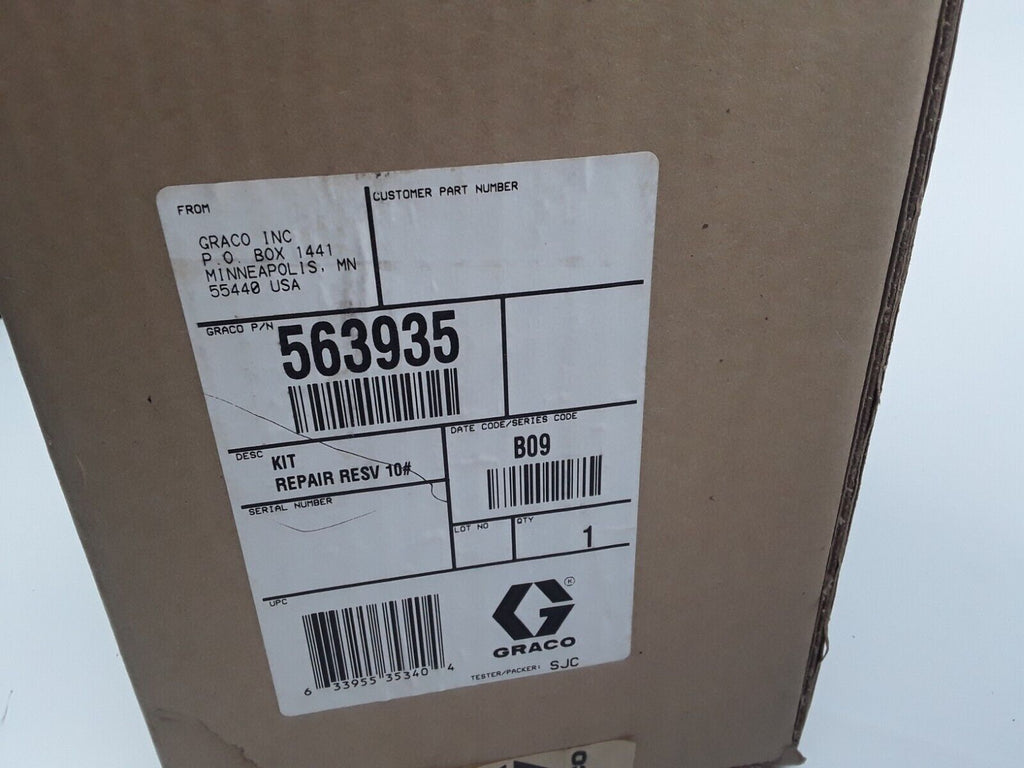 FROM
GRACO INC
P.O. BOX 1441
MINNEAPOLIS, MN
55440 USA
CUSTOMER PART NUMBER
GRACO P/N
563935
DESC
KIT
REPAIR RESV 10#
DATE CODE/SERIES CODE
B09
SERIAL NUMBER
LOT NO
QTY
1
UPC
6 33955 35340 4
®
GRACO
TESTER/PACKER: SJC